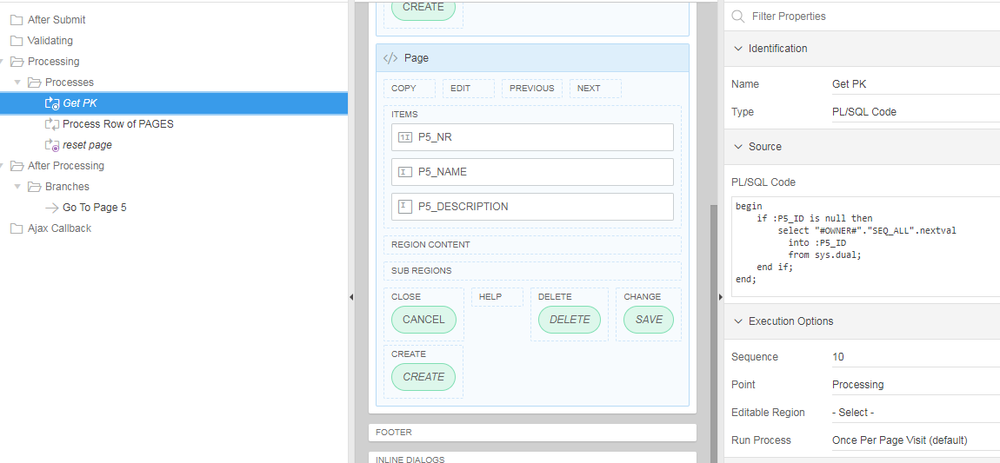 After Submit
Validating
Processing
Processes
Get PK
Process Row of PAGES
reset page
After Processing
Branches
Go To Page 5
Ajax Callback
CREATE
Page
COPY EDIT PREVIOUS NEXT
ITEMS
P5_NR
P5_NAME
P5_DESCRIPTION
REGION CONTENT
SUB REGIONS
CLOSE HELP DELETE CHANGE
CANCEL DELETE SAVE
CREATE
CREATE
FOOTER
INLINE DIALOGS
Filter Properties
Identification
Name Get PK
Type PL/SQL Code
Source
PL/SQL Code
begin
if :P5_ID is null then
select "#OWNER#"."SEQ_ALL".nextval
into :P5_ID
from sys.dual;
end if;
end;
Execution Options
Sequence 10
Point Processing
Editable Region - Select -
Run Process Once Per Page Visit (default)